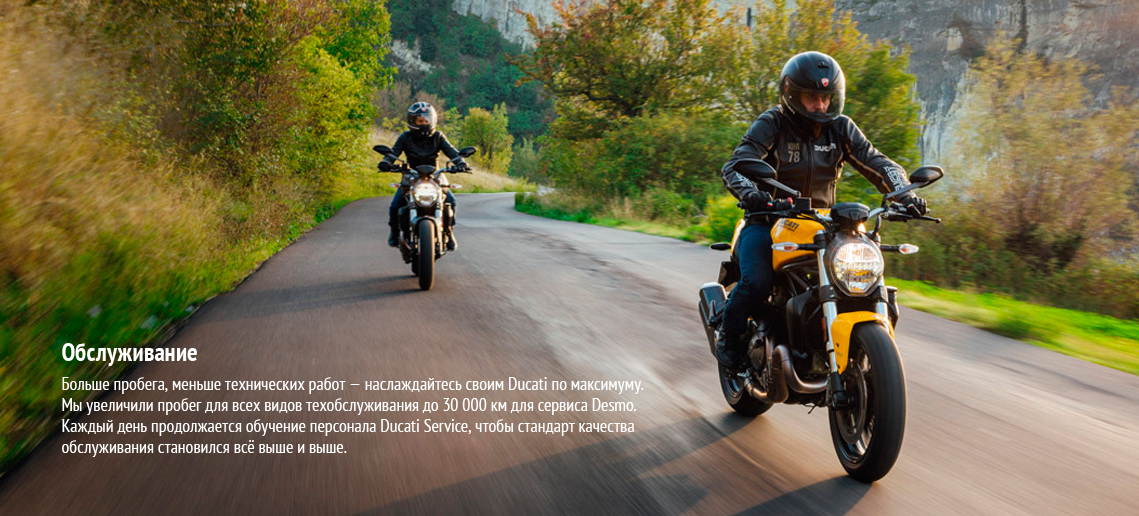 Обслуживание
Больше пробега, меньше технических работ — наслаждайтесь своим Ducati по максимуму.
Мы увеличили пробег для всех видов техобслуживания до 30 000 км для сервиса Desmo.
Каждый день продолжается обучение персонала Ducati Service, чтобы стандарт качества
обслуживания становился всё выше и выше.
DUCATI
78